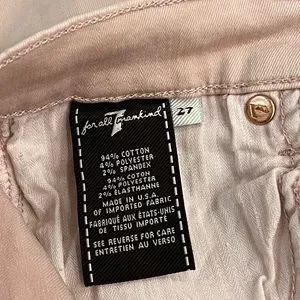 for all 7 mankind
27
94% COTTON
4% POLYESTER
2% SPANDEX
94% COTON
4% POLYESTER
2% ELASTHANNE
MADE IN U.S.A.
OF IMPORTED FABRIC
FABRIQUÉ AUX ÉTATS-UNIS
DE TISSU IMPORTÉ
SEE REVERSE FOR CARE
ENTRETIEN AU VERSO